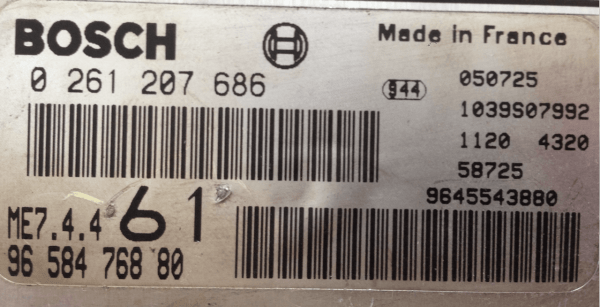 BOSCH
Made in France
0 261 207 686
944
050725
1039S07992
1120 4320
58725
9645543880
ME7.4.4 61
96 584 768 80